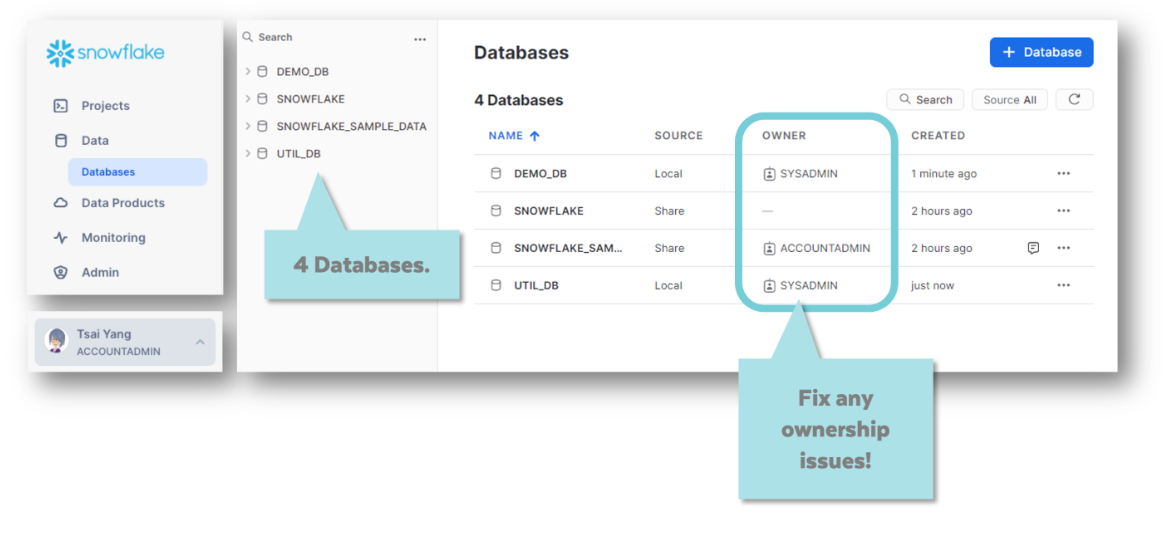 snowflake
Projects
Data
Databases
Data Products
Monitoring
Admin
Tsai Yang
ACCOUNTADMIN
Search ...
DEMO_DB
SNOWFLAKE
SNOWFLAKE_SAMPLE_DATA
UTIL_DB
4 Databases.
Databases
+ Database
4 Databases
Search Source All
NAME SOURCE OWNER CREATED
DEMO_DB Local SYSADMIN 1 minute ago ...
SNOWFLAKE Share — 2 hours ago ...
SNOWFLAKE_SAM... Share ACCOUNTADMIN 2 hours ago ...
UTIL_DB Local SYSADMIN just now ...
Fix any
ownership
issues!